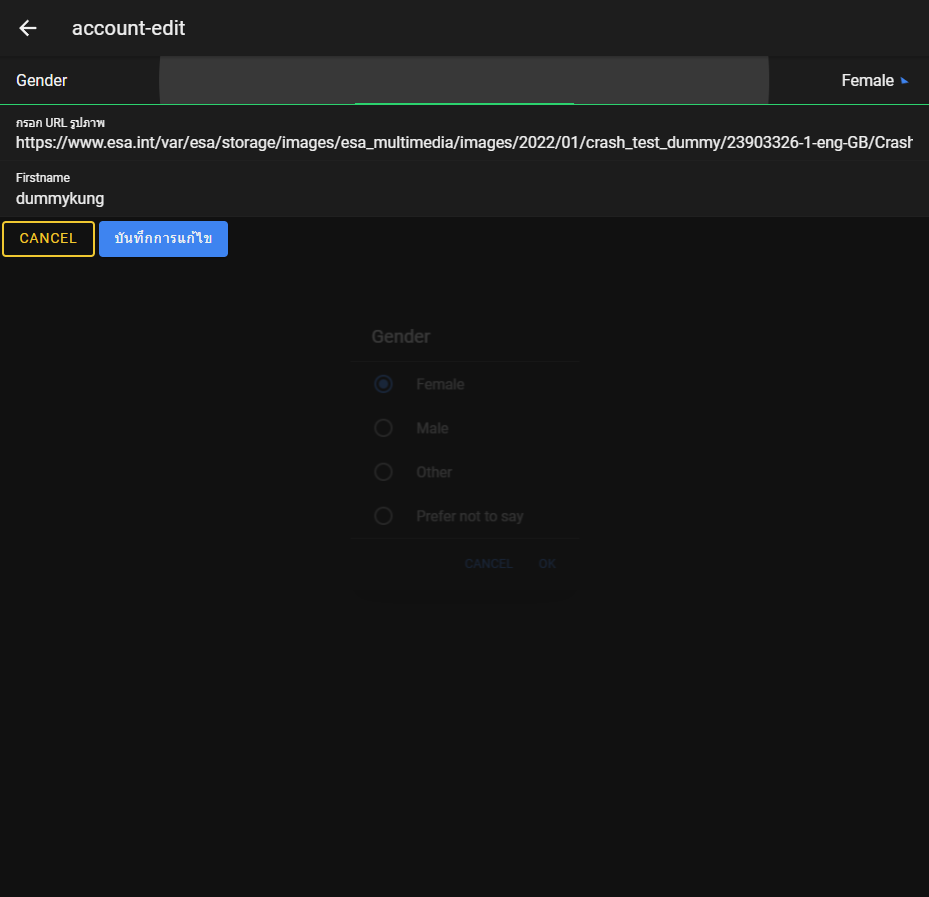 account-edit
Gender Female
กรอก URL รูปภาพ
https://www.esa.int/var/esa/storage/images/esa_multimedia/images/2022/01/crash_test_dummy/23903326-1-eng-GB/Crash
Firstname
dummykung
CANCEL บันทึกการแก้ไข
Gender
Female
Male
Other
Prefer not to say
CANCEL OK